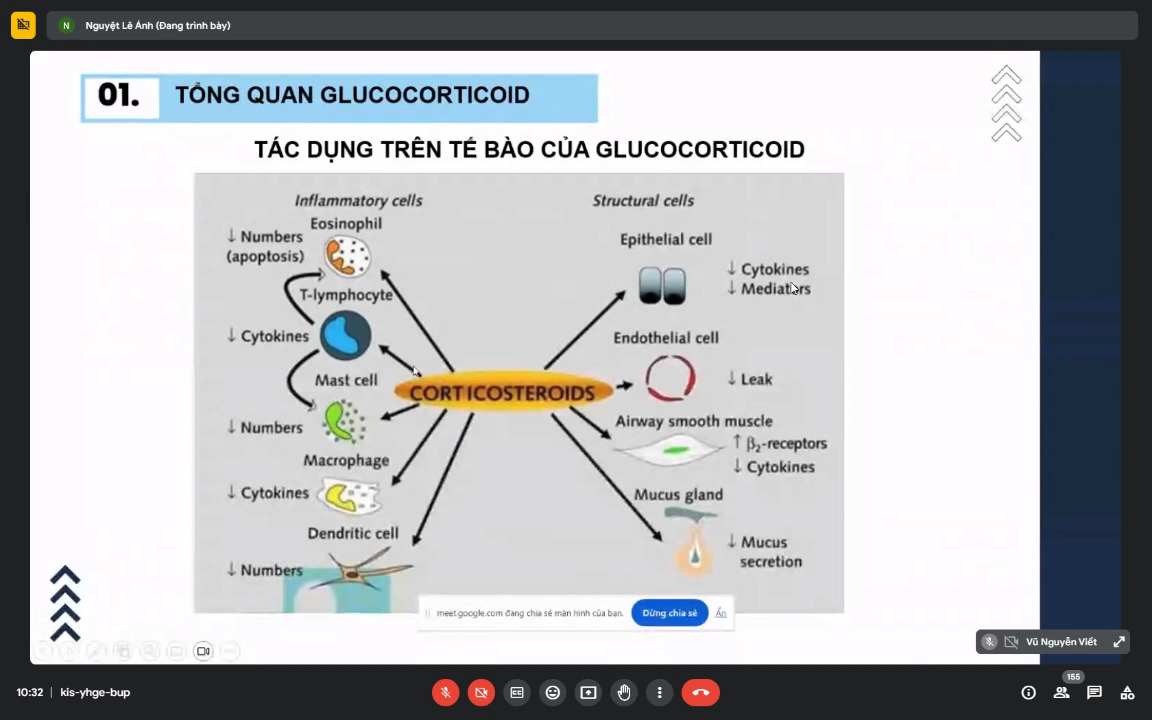 N Nguyệt Lê Ánh (Đang trình bày)
01. TỔNG QUAN GLUCOCORTICOID
TÁC DỤNG TRÊN TẾ BÀO CỦA GLUCOCORTICOID
Inflammatory cells
Eosinophil
↓ Numbers
(apoptosis)
T-lymphocyte
↓ Cytokines
Mast cell
↓ Numbers
Macrophage
↓ Cytokines
Dendritic cell
↓ Numbers
CORTICOSTEROIDS
Structural cells
Epithelial cell
↓ Cytokines
↓ Mediators
Endothelial cell
↓ Leak
Airway smooth muscle
↑ β₂-receptors
↓ Cytokines
Mucus gland
↓ Mucus
secretion
meet.google.com đang chia sẻ màn hình của bạn. Dừng chia sẻ Ẩn
Vũ Nguyễn Viết
10:32 | kis-yhge-bup
155